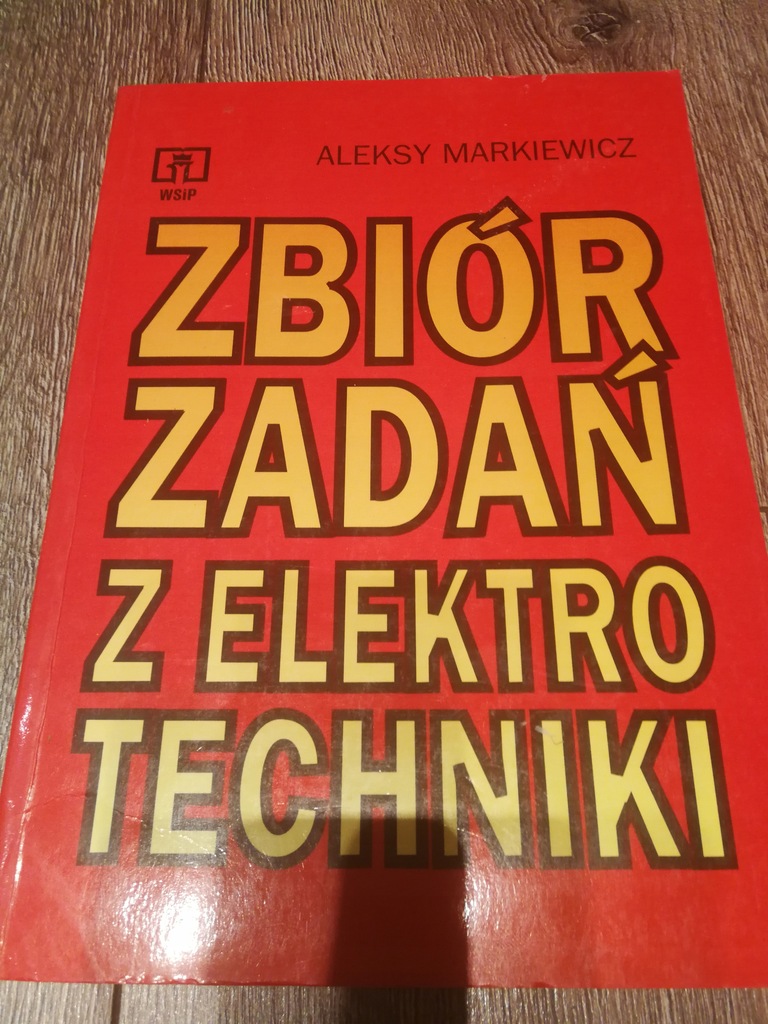 ALEKSY MARKIEWICZ
WSiP
ZBIÓR
ZADAŃ
Z ELEKTRO
TECHNIKI